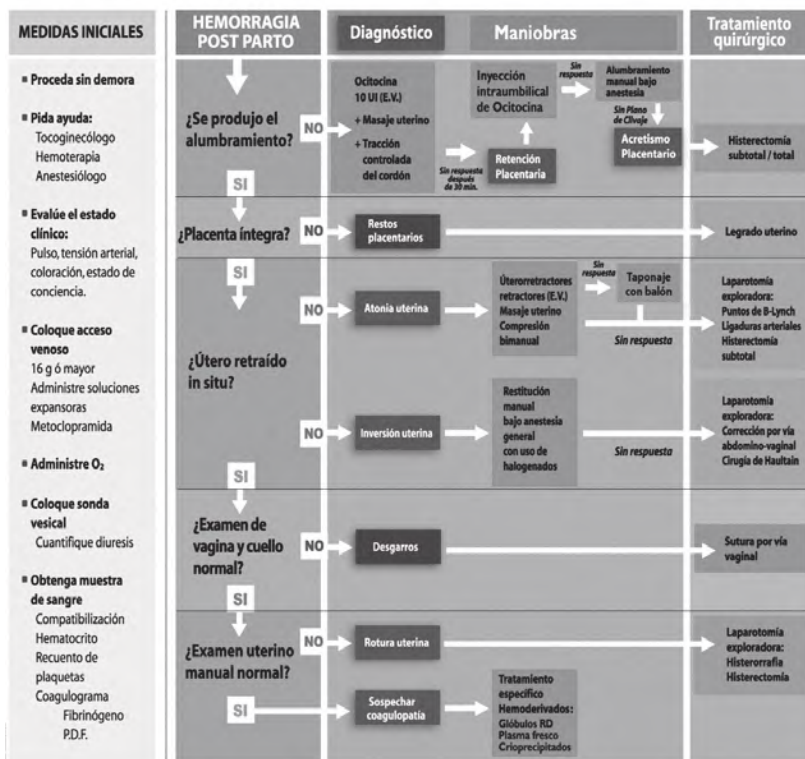 MEDIDAS INICIALES
▪ Proceda sin demora
▪ Pida ayuda:
Tocoginecólogo
Hemoterapia
Anestesiólogo
▪ Evalúe el estado
clínico:
Pulso, tensión arterial,
coloración, estado de
conciencia.
▪ Coloque acceso
venoso
16 g ó mayor
Administre soluciones
expansoras
Metoclopramida
▪ Administre O₂
▪ Coloque sonda
vesical
Cuantifique diuresis
▪ Obtenga muestra
de sangre
Compatibilización
Hematocrito
Recuento de
plaquetas
Coagulograma
Fibrinógeno
P.D.F.
HEMORRAGIA
POST PARTO
Diagnóstico
Maniobras
Tratamiento
quirúrgico
¿Se produjo el
alumbramiento?
NO
Ocitocina
10 UI (E.V.)
+ Masaje uterino
+ Tracción
controlada
del cordón
Sin respuesta
después
de 30 min.
Retención
Placentaria
Inyección
intraumbilical
de Ocitocina
Sin
respuesta
Alumbramiento
manual bajo
anestesia
Sin Plano
de Clivaje
Acretismo
Placentario
Histerectomía
subtotal / total
SI
¿Placenta íntegra?
NO
Restos
placentarios
Legrado uterino
SI
¿Útero retraído
in situ?
NO
Atonia uterina
Úterorretractores
retractores (E.V.)
Masaje uterino
Compresión
bimanual
Sin
respuesta
Taponaje
con balón
Sin respuesta
Laparotomía
exploradora:
Puntos de B-Lynch
Ligaduras arteriales
Histerectomía
subtotal
NO
Inversión uterina
Restitución
manual
bajo anestesia
general
con uso de
halogenados
Sin respuesta
Laparotomía
exploradora:
Corrección por vía
abdomino-vaginal
Cirugía de Haultain
SI
¿Examen de
vagina y cuello
normal?
NO
Desgarros
Sutura por vía
vaginal
SI
¿Examen uterino
manual normal?
NO
Rotura uterina
Laparotomía
exploradora:
Histerorrafia
Histerectomía
SI
Sospechar
coagulopatía
Tratamiento
específico
Hemoderivados:
Glóbulos RD
Plasma fresco
Crioprecipitados